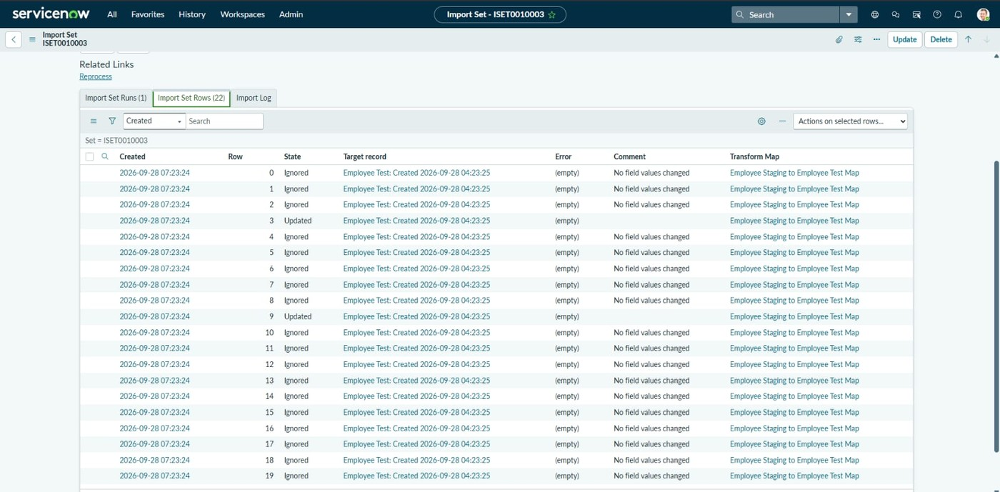 servicenow All Favorites History Workspaces Admin Import Set - ISET0010003 Search
Import Set
ISET0010003
Update Delete
Related Links
Reprocess
Import Set Runs (1) Import Set Rows (22) Import Log
Created Search Actions on selected rows...
Set = ISET0010003
Created Row State Target record Error Comment Transform Map
2026-09-28 07:23:24 0 Ignored Employee Test: Created 2026-09-28 04:23:25 (empty) No field values changed Employee Staging to Employee Test Map
2026-09-28 07:23:24 1 Ignored Employee Test: Created 2026-09-28 04:23:25 (empty) No field values changed Employee Staging to Employee Test Map
2026-09-28 07:23:24 2 Ignored Employee Test: Created 2026-09-28 04:23:25 (empty) No field values changed Employee Staging to Employee Test Map
2026-09-28 07:23:24 3 Updated Employee Test: Created 2026-09-28 04:23:25 (empty) Employee Staging to Employee Test Map
2026-09-28 07:23:24 4 Ignored Employee Test: Created 2026-09-28 04:23:25 (empty) No field values changed Employee Staging to Employee Test Map
2026-09-28 07:23:24 5 Ignored Employee Test: Created 2026-09-28 04:23:25 (empty) No field values changed Employee Staging to Employee Test Map
2026-09-28 07:23:24 6 Ignored Employee Test: Created 2026-09-28 04:23:25 (empty) No field values changed Employee Staging to Employee Test Map
2026-09-28 07:23:24 7 Ignored Employee Test: Created 2026-09-28 04:23:25 (empty) No field values changed Employee Staging to Employee Test Map
2026-09-28 07:23:24 8 Ignored Employee Test: Created 2026-09-28 04:23:25 (empty) No field values changed Employee Staging to Employee Test Map
2026-09-28 07:23:24 9 Updated Employee Test: Created 2026-09-28 04:23:25 (empty) Employee Staging to Employee Test Map
2026-09-28 07:23:24 10 Ignored Employee Test: Created 2026-09-28 04:23:25 (empty) No field values changed Employee Staging to Employee Test Map
2026-09-28 07:23:24 11 Ignored Employee Test: Created 2026-09-28 04:23:25 (empty) No field values changed Employee Staging to Employee Test Map
2026-09-28 07:23:24 12 Ignored Employee Test: Created 2026-09-28 04:23:25 (empty) No field values changed Employee Staging to Employee Test Map
2026-09-28 07:23:24 13 Ignored Employee Test: Created 2026-09-28 04:23:25 (empty) No field values changed Employee Staging to Employee Test Map
2026-09-28 07:23:24 14 Ignored Employee Test: Created 2026-09-28 04:23:25 (empty) No field values changed Employee Staging to Employee Test Map
2026-09-28 07:23:24 15 Ignored Employee Test: Created 2026-09-28 04:23:25 (empty) No field values changed Employee Staging to Employee Test Map
2026-09-28 07:23:24 16 Ignored Employee Test: Created 2026-09-28 04:23:25 (empty) No field values changed Employee Staging to Employee Test Map
2026-09-28 07:23:24 17 Ignored Employee Test: Created 2026-09-28 04:23:25 (empty) No field values changed Employee Staging to Employee Test Map
2026-09-28 07:23:24 18 Ignored Employee Test: Created 2026-09-28 04:23:25 (empty) No field values changed Employee Staging to Employee Test Map
2026-09-28 07:23:24 19 Ignored Employee Test: Created 2026-09-28 04:23:25 (empty) No field values changed Employee Staging to Employee Test Map